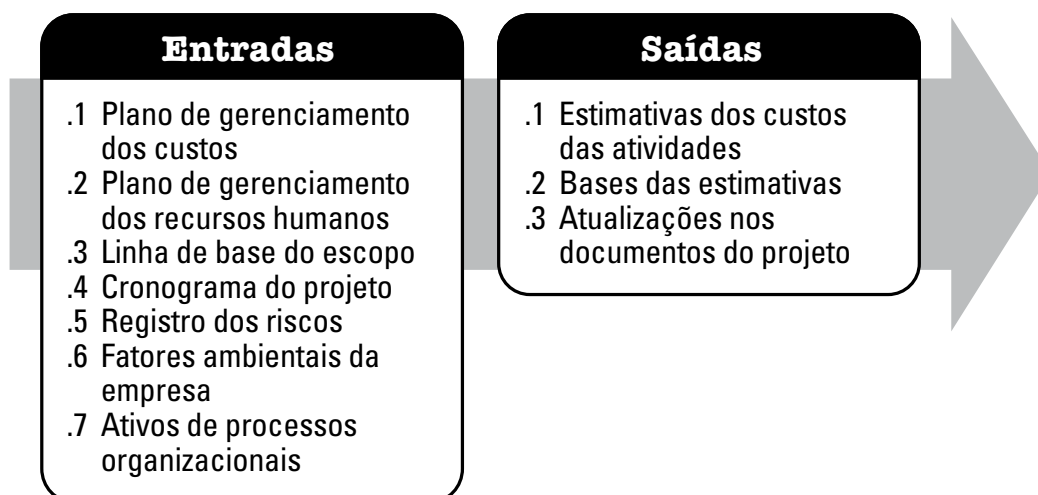 Entradas
.1 Plano de gerenciamento
dos custos
.2 Plano de gerenciamento
dos recursos humanos
.3 Linha de base do escopo
.4 Cronograma do projeto
.5 Registro dos riscos
.6 Fatores ambientais da
empresa
.7 Ativos de processos
organizacionais
Saídas
.1 Estimativas dos custos
das atividades
.2 Bases das estimativas
.3 Atualizações nos
documentos do projeto